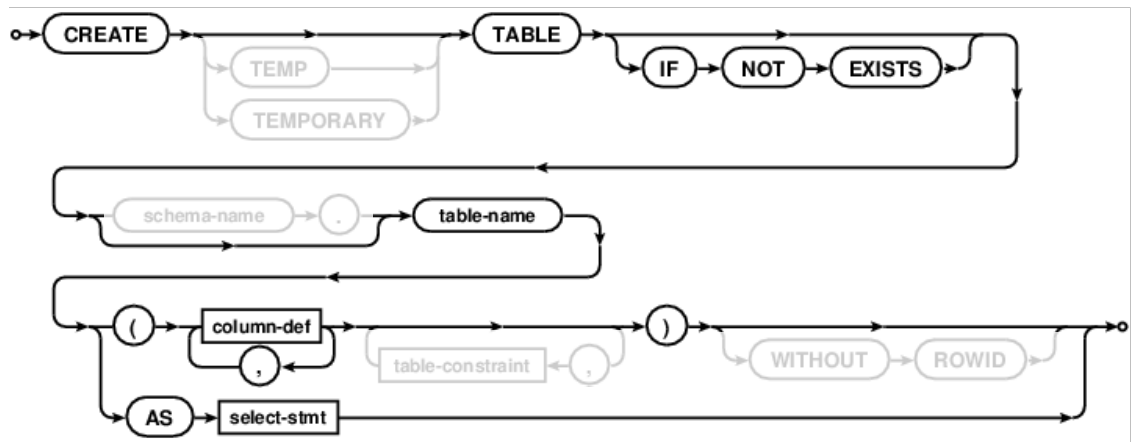 CREATE TABLE
TEMP IF NOT EXISTS
TEMPORARY
schema-name . table-name
( column-def )
, table-constraint , WITHOUT ROWID
AS select-stmt